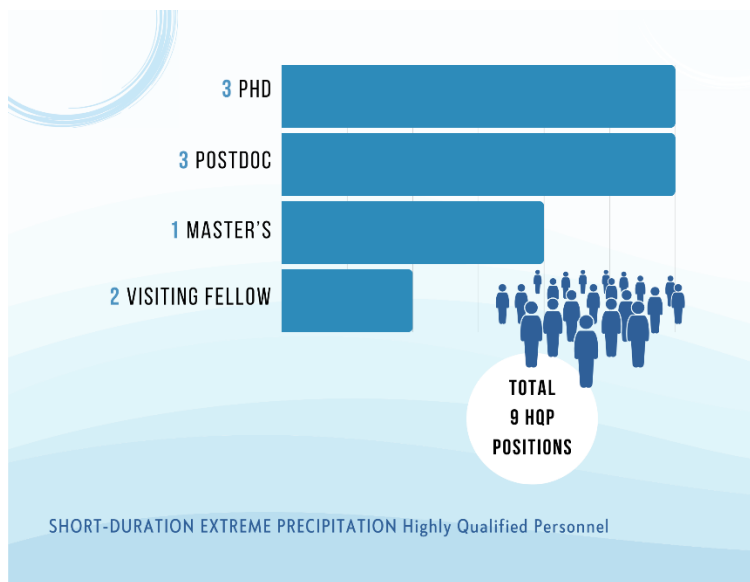 3 PHD
3 POSTDOC
1 MASTER'S
2 VISITING FELLOW
TOTAL
9 HQP
POSITIONS
SHORT-DURATION EXTREME PRECIPITATION Highly Qualified Personnel